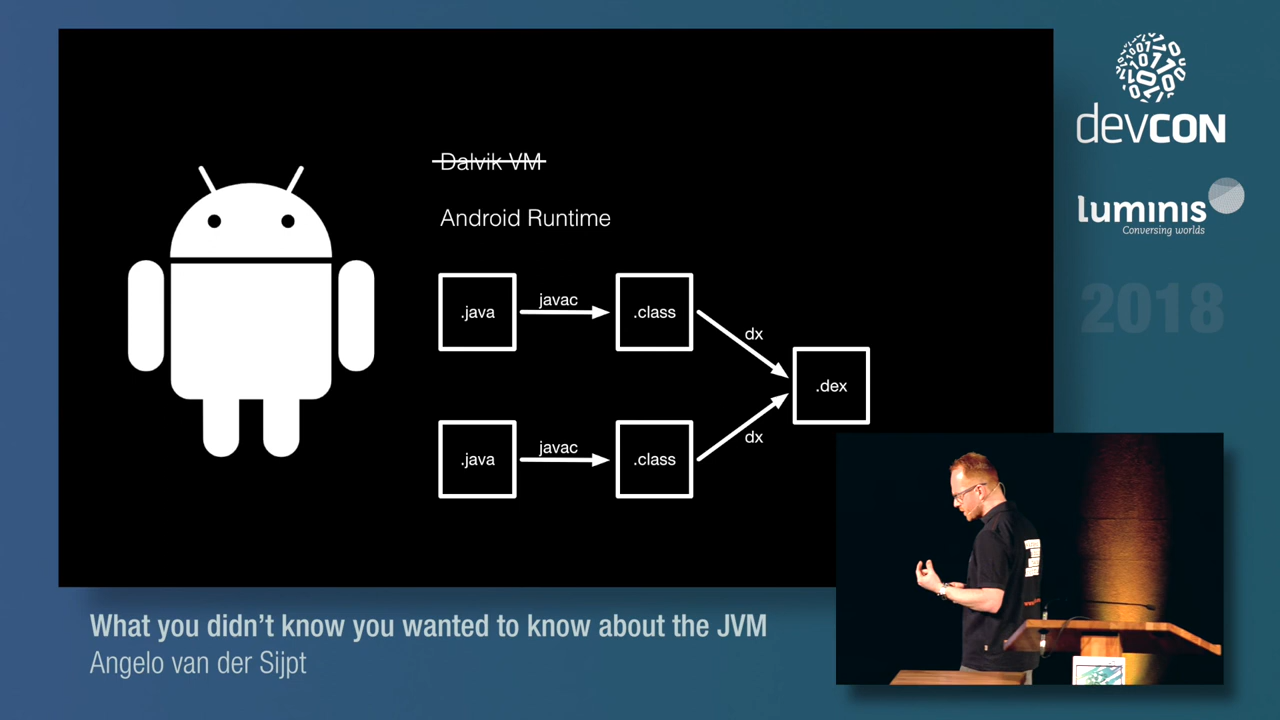 Dalvik VM
Android Runtime
.java
javac
.class
dx
.dex
.java
javac
.class
dx
devCON
luminis
Conversing worlds
2018
What you didn't know you wanted to know about the JVM
Angelo van der Sijpt